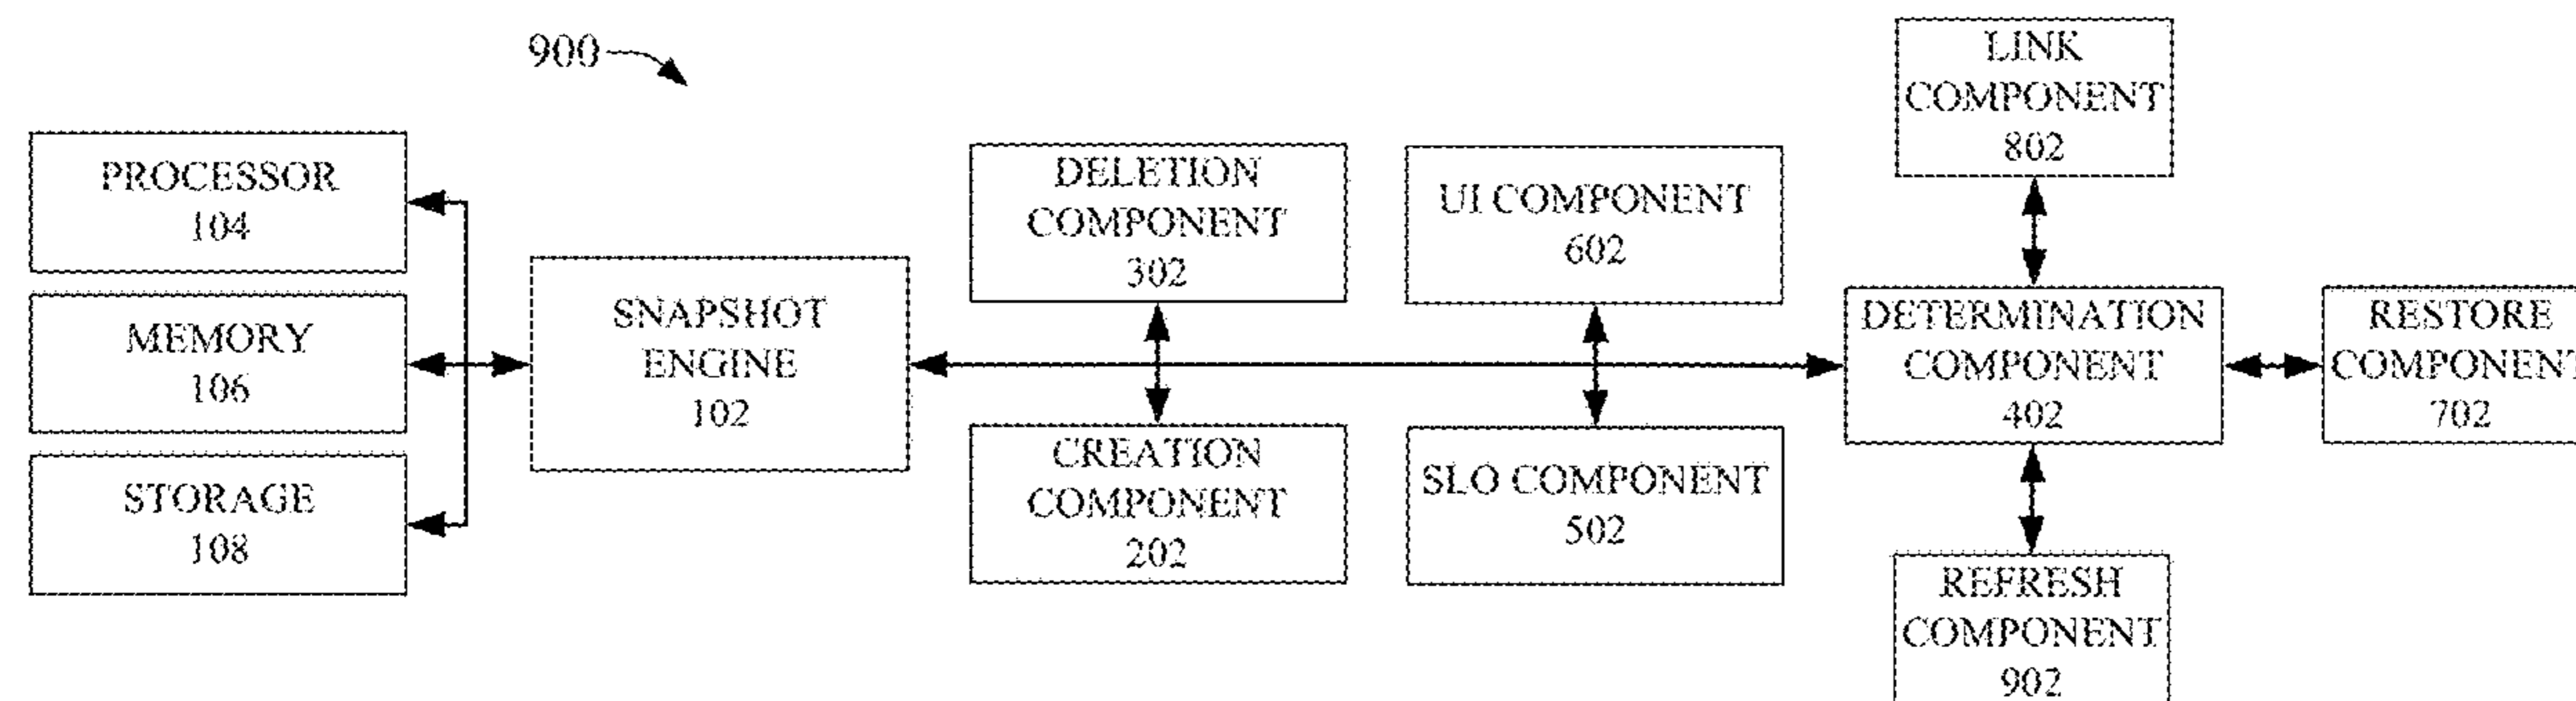 900
PROCESSOR
104
MEMORY
106
STORAGE
108
SNAPSHOT
ENGINE
102
DELETION
COMPONENT
302
CREATION
COMPONENT
202
UI COMPONENT
602
SLO COMPONENT
502
LINK
COMPONENT
802
DETERMINATION
COMPONENT
402
REFRESH
COMPONENT
902
RESTORE
COMPONENT
702